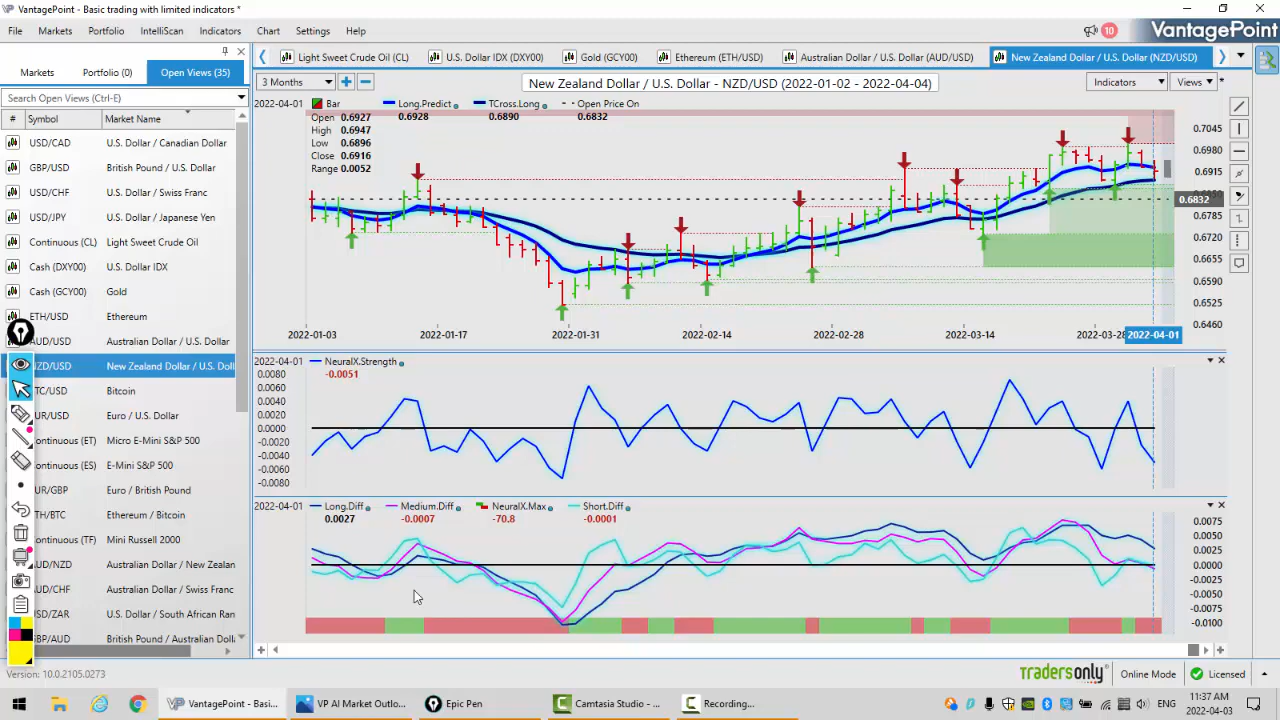 VantagePoint - Basic trading with limited indicators *
File Markets Portfolio IntelliScan Indicators Chart Settings Help
10
VantagePoint
Markets Portfolio (0) Open Views (35)
Light Sweet Crude Oil (CL) U.S. Dollar IDX (DXY00) Gold (GCY00) Ethereum (ETH/USD) Australian Dollar / U.S. Dollar (AUD/USD) New Zealand Dollar / U.S. Dollar (NZD/USD)
Search Open Views (Ctrl-E)
# Symbol Market Name
USD/CAD U.S. Dollar / Canadian Dollar
GBP/USD British Pound / U.S. Dollar
USD/CHF U.S. Dollar / Swiss Franc
USD/JPY U.S. Dollar / Japanese Yen
Continuous (CL) Light Sweet Crude Oil
Cash (DXY00) U.S. Dollar IDX
Cash (GCY00) Gold
ETH/USD Ethereum
AUD/USD Australian Dollar / U.S. Dollar
NZD/USD New Zealand Dollar / U.S. Doll
TC/USD Bitcoin
UR/USD Euro / U.S. Dollar
ontinuous (ET) Micro E-Mini S&P 500
ontinuous (ES) E-Mini S&P 500
UR/GBP Euro / British Pound
TH/BTC Ethereum / Bitcoin
ontinuous (TF) Mini Russell 2000
UD/NZD Australian Dollar / New Zealan
UD/CHF Australian Dollar / Swiss Franc
SD/ZAR U.S. Dollar / South African Ran
BP/AUD British Pound / Australian Dolla
3 Months
New Zealand Dollar / U.S. Dollar - NZD/USD (2022-01-02 - 2022-04-04)
Indicators Views *
2022-04-01 Bar Long.Predict TCross.Long Open Price On
Open 0.6927 0.6928 0.6890 0.6832
High 0.6947
Low 0.6896
Close 0.6916
Range 0.0052
0.7045
0.6980
0.6915
0.6832
0.6785
0.6720
0.6655
0.6590
0.6525
0.6460
2022-01-03 2022-01-17 2022-01-31 2022-02-14 2022-02-28 2022-03-14 2022-03-28 2022-04-01
2022-04-01 NeuralX.Strength
-0.0051
0.0080
0.0060
0.0040
0.0020
0.0000
-0.0020
-0.0040
-0.0060
-0.0080
2022-04-01 Long.Diff Medium.Diff NeuralX.Max Short.Diff
0.0027 -0.0007 -70.8 -0.0001
0.0075
0.0050
0.0025
0.0000
-0.0025
-0.0050
-0.0075
-0.0100
Version: 10.0.2105.0273
tradersonly Online Mode Licensed
VantagePoint - Basi... VP AI Market Outlo... Epic Pen Camtasia Studio - ... Recording...
ENG
11:37 AM
2022-04-03